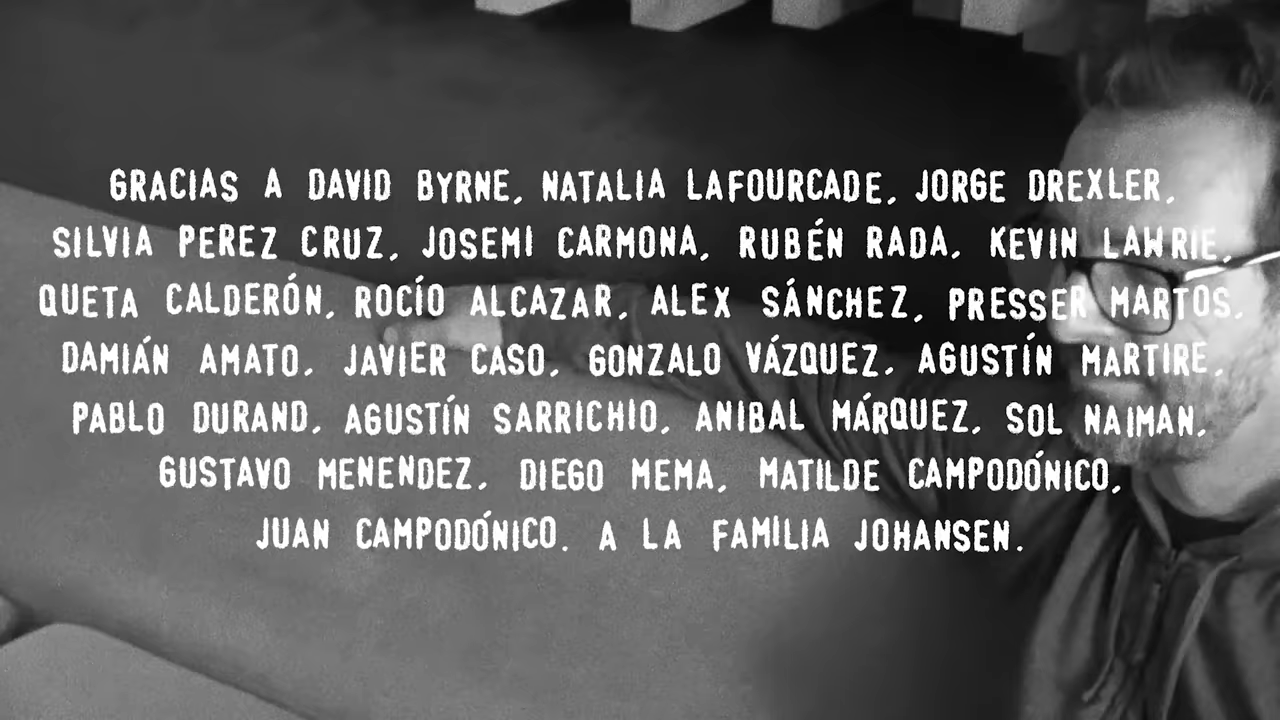 GRACIAS A DAVID BYRNE, NATALIA LAFOURCADE, JORGE DREXLER,
SILVIA PEREZ CRUZ, JOSEMI CARMONA, RUBÉN RADA, KEVIN LAWRIE,
QUETA CALDERÓN, ROCÍO ALCAZAR, ALEX SÁNCHEZ, PRESSER MARTOS,
DAMIÁN AMATO, JAVIER CASO, GONZALO VÁZQUEZ, AGUSTÍN MARTIRE,
PABLO DURAND, AGUSTÍN SARRICHIO, ANIBAL MÁRQUEZ, SOL NAIMAN,
GUSTAVO MENENDEZ, DIEGO MEMA, MATILDE CAMPODÓNICO,
JUAN CAMPODÓNICO. A LA FAMILIA JOHANSEN.